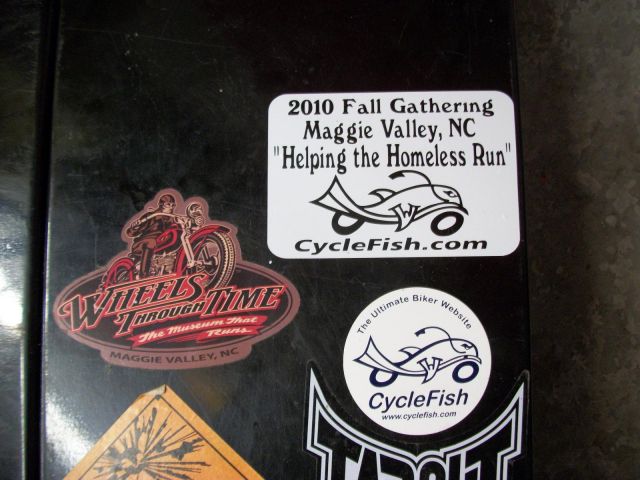 2010 Fall Gathering
Maggie Valley, NC
"Helping the Homeless Run"
CycleFish.com
WHEELS
THROUGH TIME
The Museum That
Runs
MAGGIE VALLEY, NC
The Ultimate Biker Website
CycleFish
www.cyclefish.com
TAPOUT